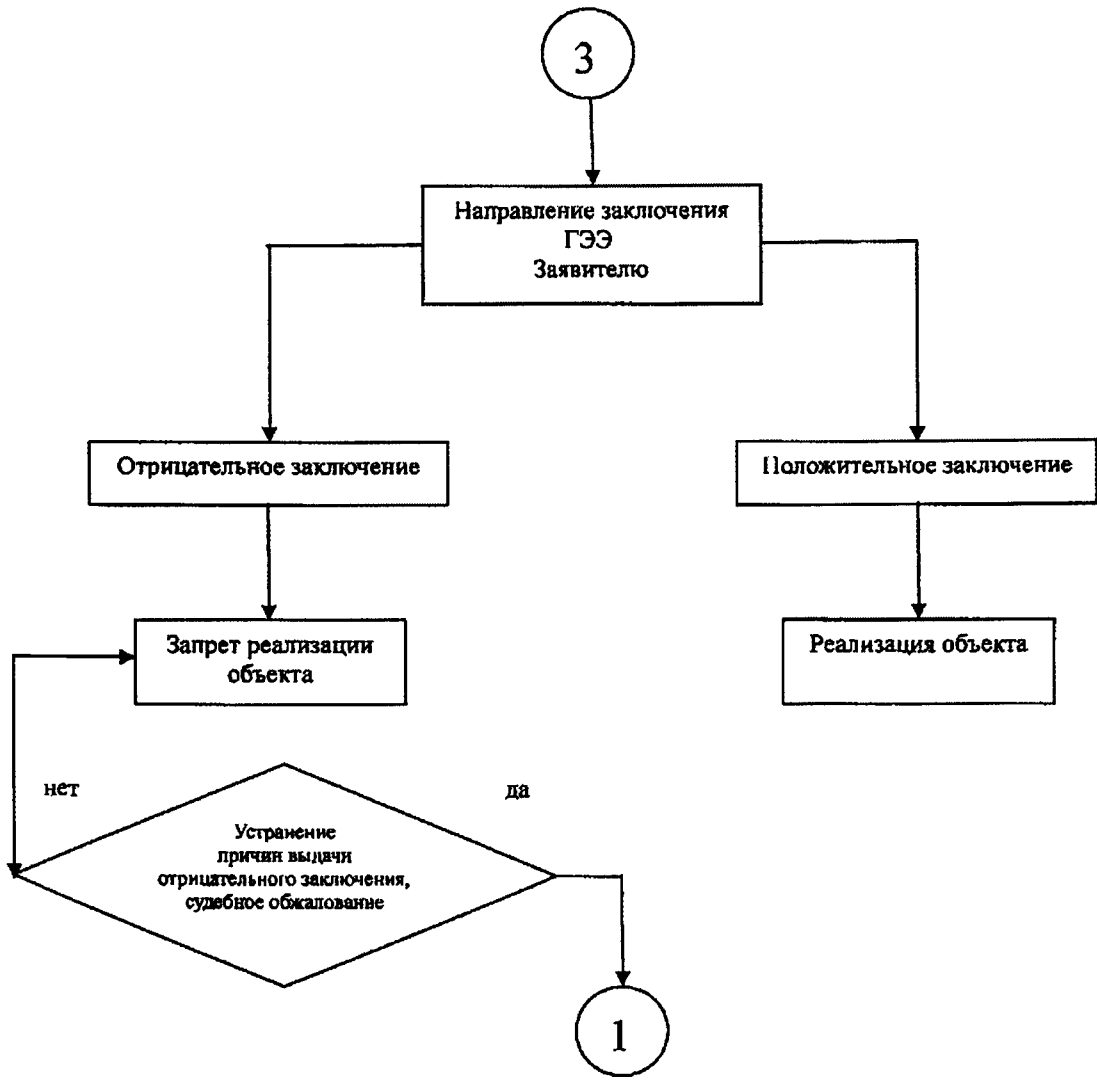 3
Направление заключения
ГЭЭ
Заявителю
Отрицательное заключение
Положительное заключение
Запрет реализации
объекта
Реализация объекта
нет
да
Устранение
причин выдачи
отрицательного заключения,
судебное обжалование
1